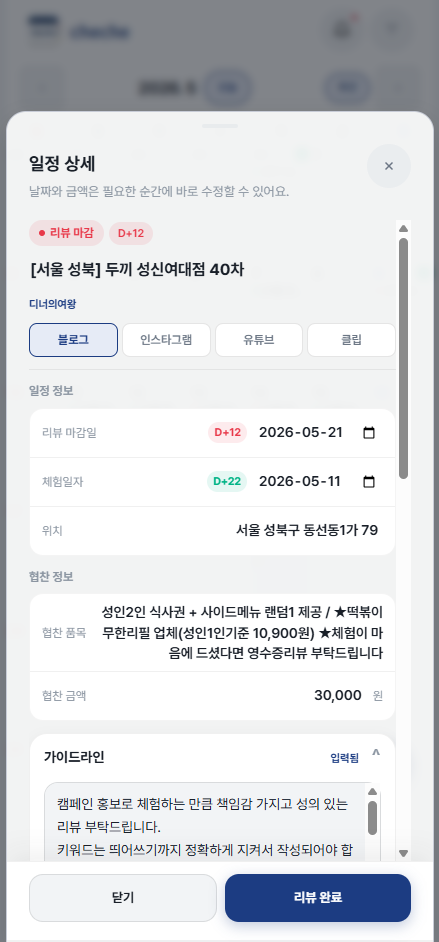 checke
2026.5
일정 상세
×
날짜와 금액은 필요한 순간에 바로 수정할 수 있어요.
리뷰 마감 D+12
[서울 성북] 두끼 성신여대점 40차
디너의여왕
블로그 인스타그램 유튜브 클립
일정 정보
리뷰 마감일 D+12 2026-05-21
체험일자 D+22 2026-05-11
위치 서울 성북구 동선동1가 79
협찬 정보
협찬 품목 성인2인 식사권 + 사이드메뉴 랜덤1 제공 / ★떡볶이
무한리필 업체(성인1인기준 10,900원) ★체험이 마
음에 드셨다면 영수증리뷰 부탁드립니다
협찬 금액 30,000 원
가이드라인 입력됨 ^
캠페인 홍보로 체험하는 만큼 책임감 가지고 성의 있는
리뷰 부탁드립니다.
키워드는 띄어쓰기까지 정확하게 지켜서 작성되어야 합
닫기 리뷰 완료